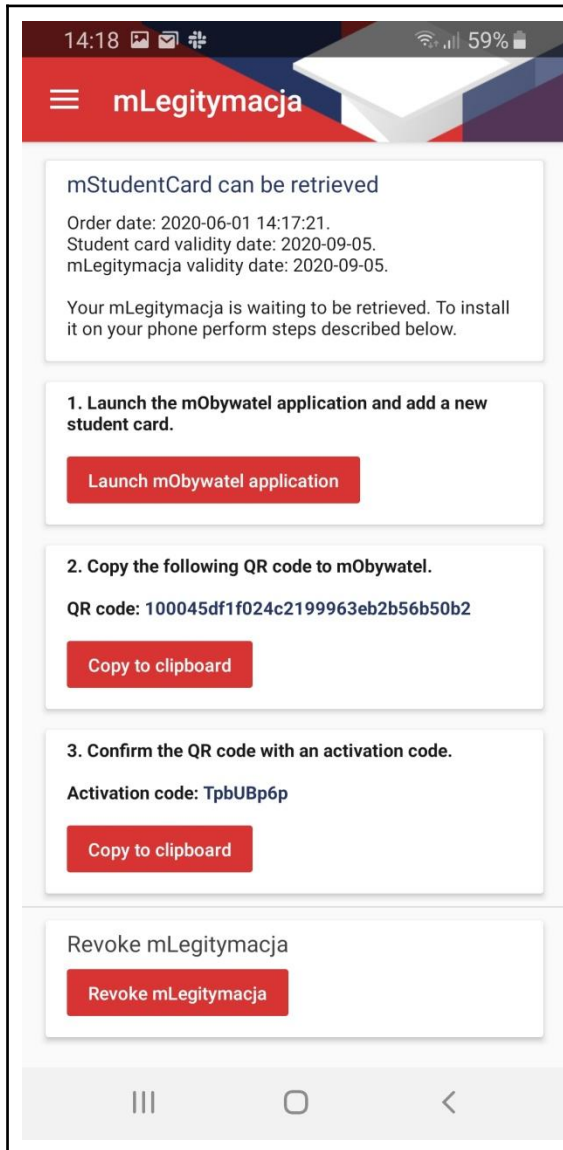 14:18 59%
mLegitymacja
mStudentCard can be retrieved
Order date: 2020-06-01 14:17:21.
Student card validity date: 2020-09-05.
mLegitymacja validity date: 2020-09-05.
Your mLegitymacja is waiting to be retrieved. To install
it on your phone perform steps described below.
1. Launch the mObywatel application and add a new
student card.
Launch mObywatel application
2. Copy the following QR code to mObywatel.
QR code: 100045df1f024c2199963eb2b56b50b2
Copy to clipboard
3. Confirm the QR code with an activation code.
Activation code: TpbUBp6p
Copy to clipboard
Revoke mLegitymacja
Revoke mLegitymacja